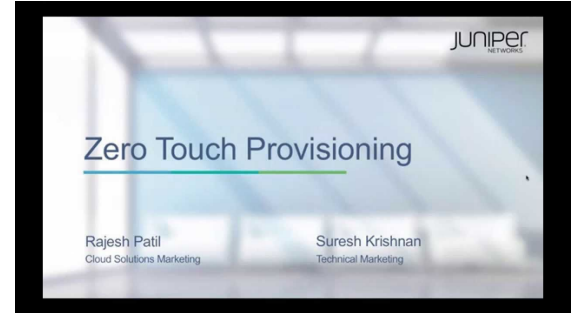 JUNIPEr
NETWORKS
Zero Touch Provisioning
Rajesh Patil
Cloud Solutions Marketing
Suresh Krishnan
Technical Marketing